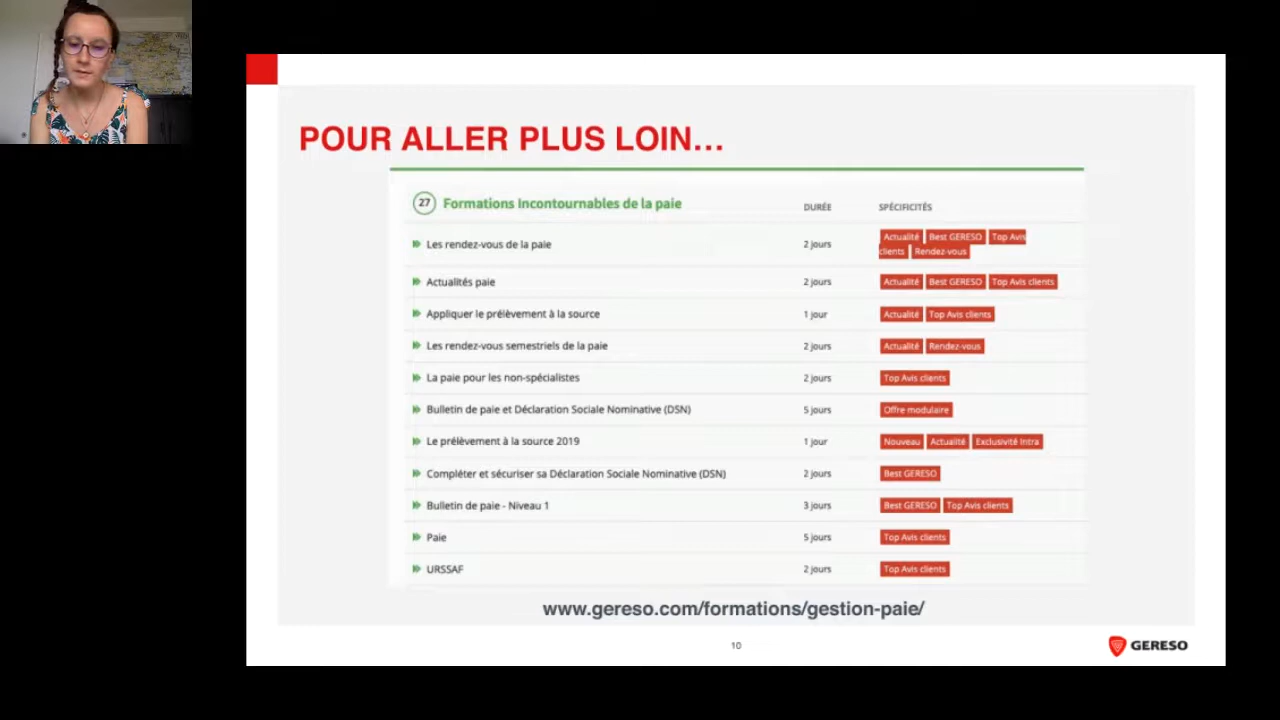 POUR ALLER PLUS LOIN...
27 Formations Incontournables de la paie DURÉE SPÉCIFICITÉS
Les rendez-vous de la paie 2 jours Actualité Best GERESO Top Avis
clients Rendez-vous
Actualités paie 2 jours Actualité Best GERESO Top Avis clients
Appliquer le prélèvement à la source 1 jour Actualité Top Avis clients
Les rendez-vous semestriels de la paie 2 jours Actualité Rendez-vous
La paie pour les non-spécialistes 2 jours Top Avis clients
Bulletin de paie et Déclaration Sociale Nominative (DSN) 5 jours Offre modulaire
Le prélèvement à la source 2019 1 jour Nouveau Actualité Exclusivité Intra
Compléter et sécuriser sa Déclaration Sociale Nominative (DSN) 2 jours Best GERESO
Bulletin de paie - Niveau 1 3 jours Best GERESO Top Avis clients
Paie 5 jours Top Avis clients
URSSAF 2 jours Top Avis clients
www.gereso.com/formations/gestion-paie/
10
GERESO